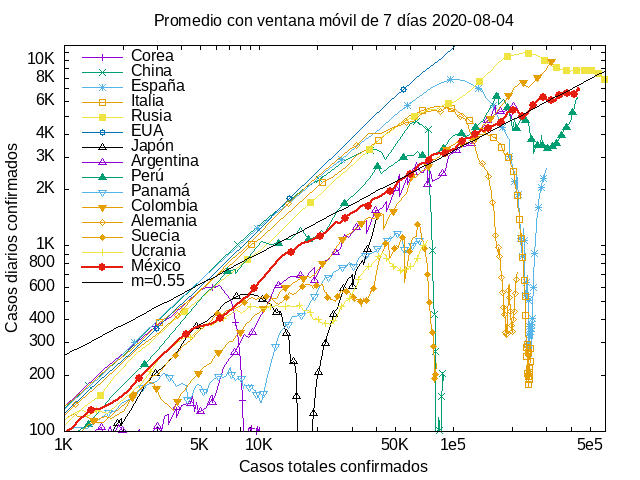 Promedio con ventana móvil de 7 días 2020-08-04
Casos diarios confirmados
10K
8K
6K
4K
3K
2K
1K
800
600
400
300
200
100
Corea
China
España
Italia
Rusia
EUA
Japón
Argentina
Perú
Panamá
Colombia
Alemania
Suecia
Ucrania
México
m=0.55
1K
5K
10K
50K
1e5
5e5
Casos totales confirmados